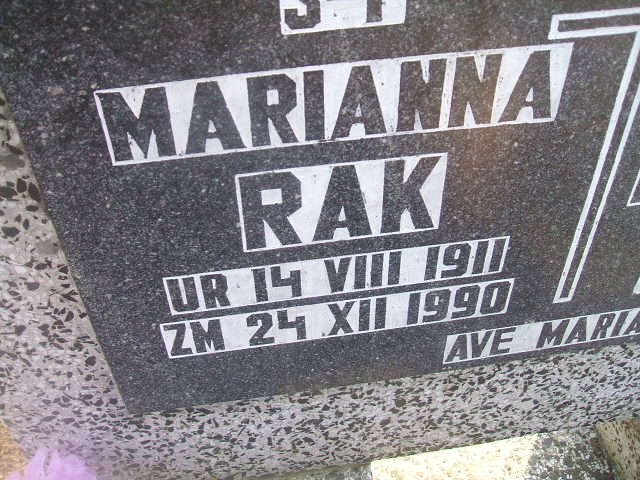 MARIANNA
RAK
UR 14 VIII 1911
ZM 24 XII 1990
AVE MARIA